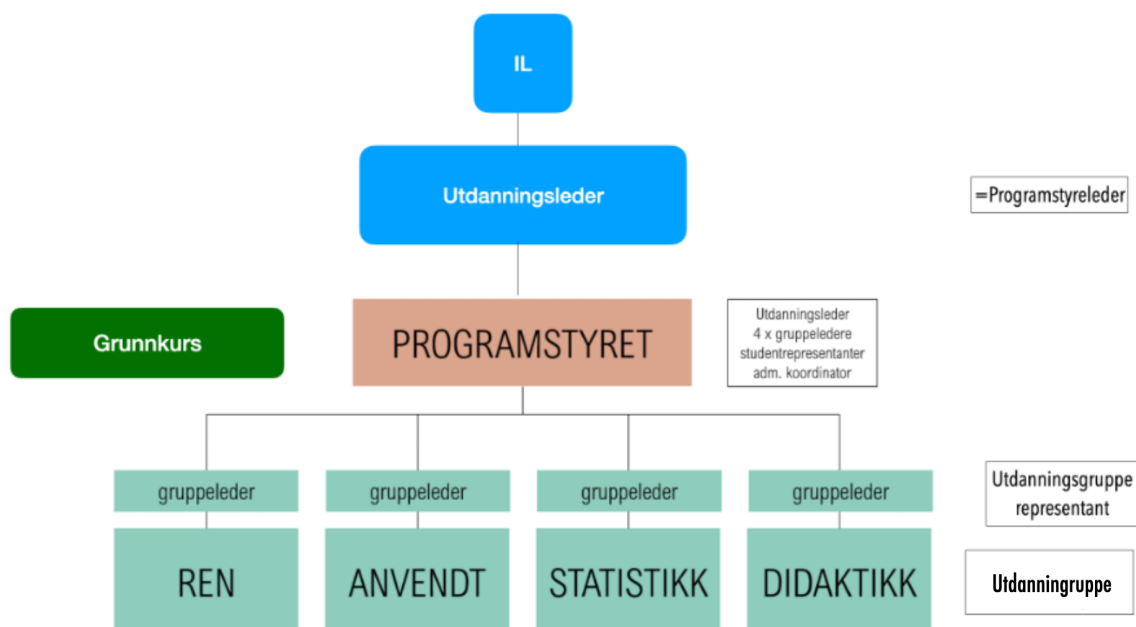 IL
Utdanningsleder
=Programstyreleder
Grunnkurs
PROGRAMSTYRET
Utdanningsleder
4 x gruppeledere
studentrepresentanter
adm. koordinator
gruppeleder
gruppeleder
gruppeleder
gruppeleder
Utdanningsgruppe
representant
REN
ANVENDT
STATISTIKK
DIDAKTIKK
Utdanningruppe